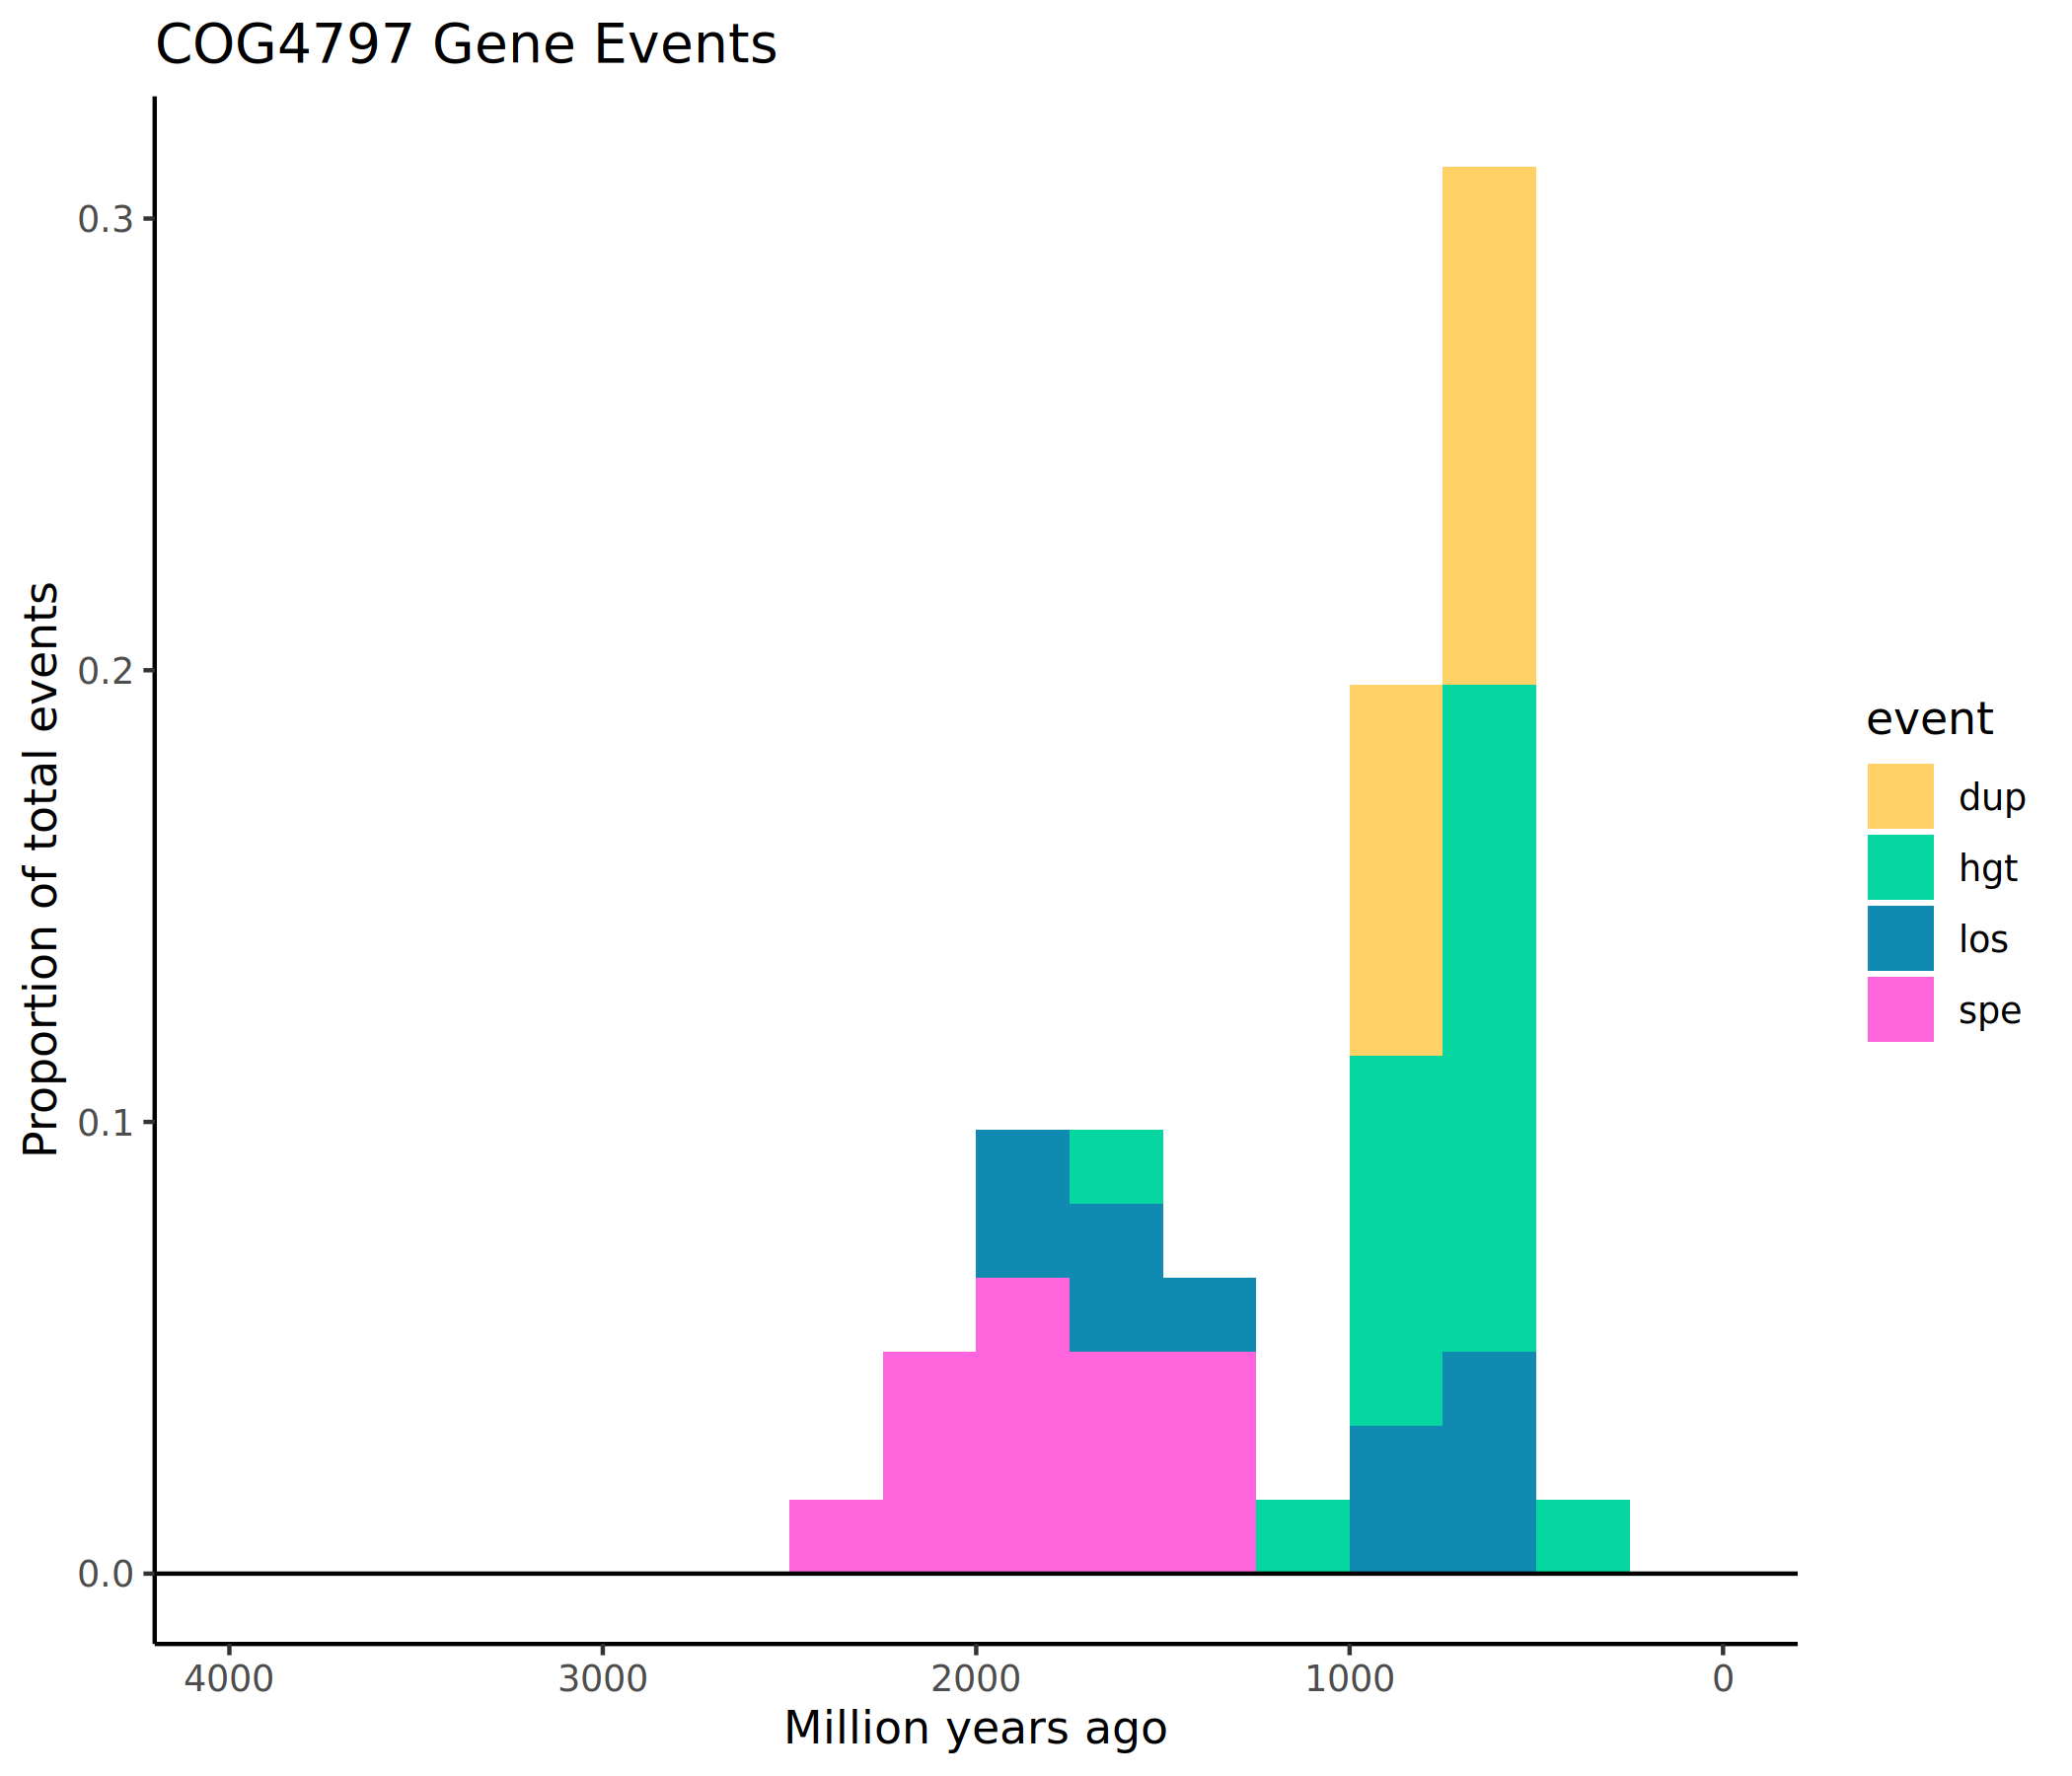 COG4797 Gene Events
Proportion of total events
0.3
0.2
0.1
0.0
4000 3000 2000 1000 0
Million years ago
event
dup
hgt
los
spe